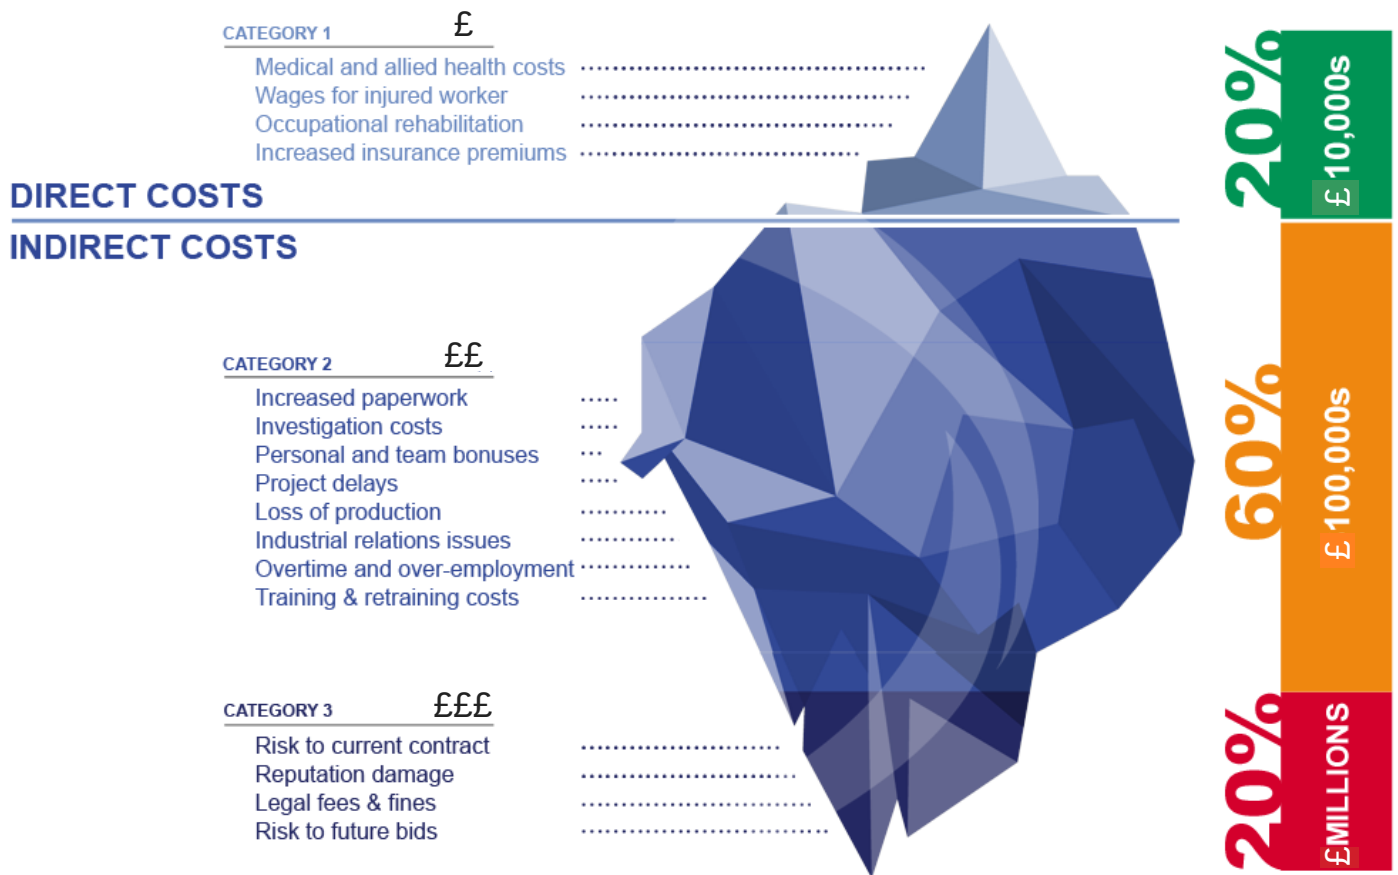 CATEGORY 1 £
Medical and allied health costs
Wages for injured worker
Occupational rehabilitation
Increased insurance premiums
DIRECT COSTS
INDIRECT COSTS
CATEGORY 2 ££
Increased paperwork
Investigation costs
Personal and team bonuses
Project delays
Loss of production
Industrial relations issues
Overtime and over-employment
Training & retraining costs
CATEGORY 3 £££
Risk to current contract
Reputation damage
Legal fees & fines
Risk to future bids
20%
£10,000s
60%
£100,000s
20%
£MILLIONS